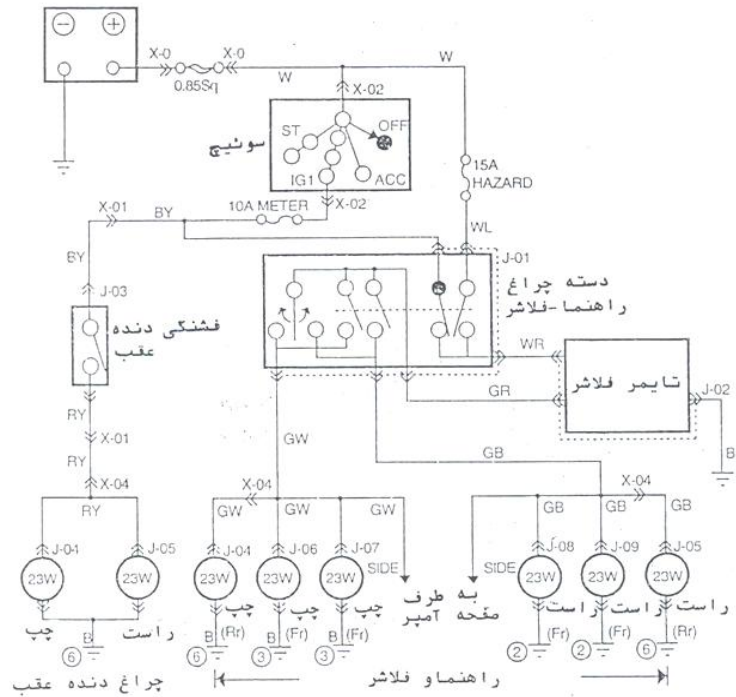 − +
X-0 X-0 W
0.85Sq W
X-02
ST OFF
سوئیچ
IG1 ACC
15A
HAZARD
10A METER X-02
X-01 BY
WL
BY
J-01
J-03
دسته چراغ
راهنما-فلاشر
فشنگی دنده
عقب
WR
تایمر فلاشر
GR
J-02
RY
X-01
GW
RY
GB
B
X-04
X-04
X-04
RY
GW GW GW
GB GB GB
J-04 J-05 J-04 J-06 J-07 SIDE
SIDE J-08 J-09 J-05
23W 23W 23W 23W 23W 23W 23W 23W
به طرف
صفحه آمپر
چپ B راست
چپ چپ چپ
راست راست راست
B (Rr) B (Fr) B (Fr)
(Fr) (Fr) (Rr)
6 6 3 3 2 2 6
چراغ دنده عقب
راهنما و فلاشر